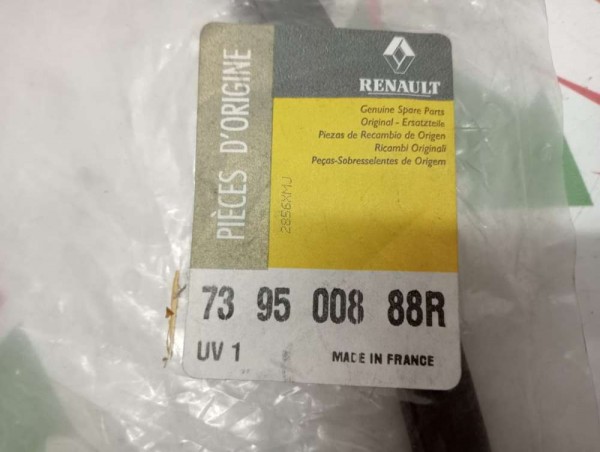 PIÈCES D'ORIGINE
RENAULT
Genuine Spare Parts
Original - Ersatzteile
Piezas de Recambio de Origen
Ricambi Originali
Peças-Sobresselentes de Origem
2856XMJ
73 95 008 88R
UV 1
MADE IN FRANCE